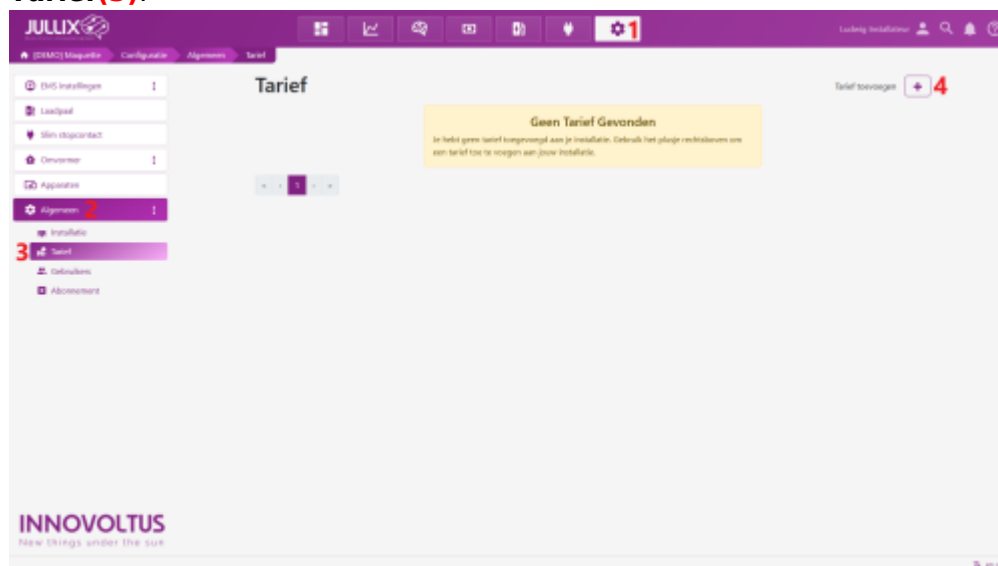 Tarief(3).
JULLIX
1
Ludwig Installateur
[DEMO] Maquette Configuratie Algemeen Tarief
EMS instellingen
Laadpaal
Slim stopcontact
Omvormer
Apparaten
Algemeen 2
Installatie
3 Tarief
Gebruikers
Abonnement
Tarief
Tarief toevoegen + 4
Geen Tarief Gevonden
Je hebt geen tarief toegevoegd aan je installatie. Gebruik het plusje rechtsboven om
een tarief toe te voegen aan jouw installatie.
« ‹ 1 › »
INNOVOLTUS
New things under the sun